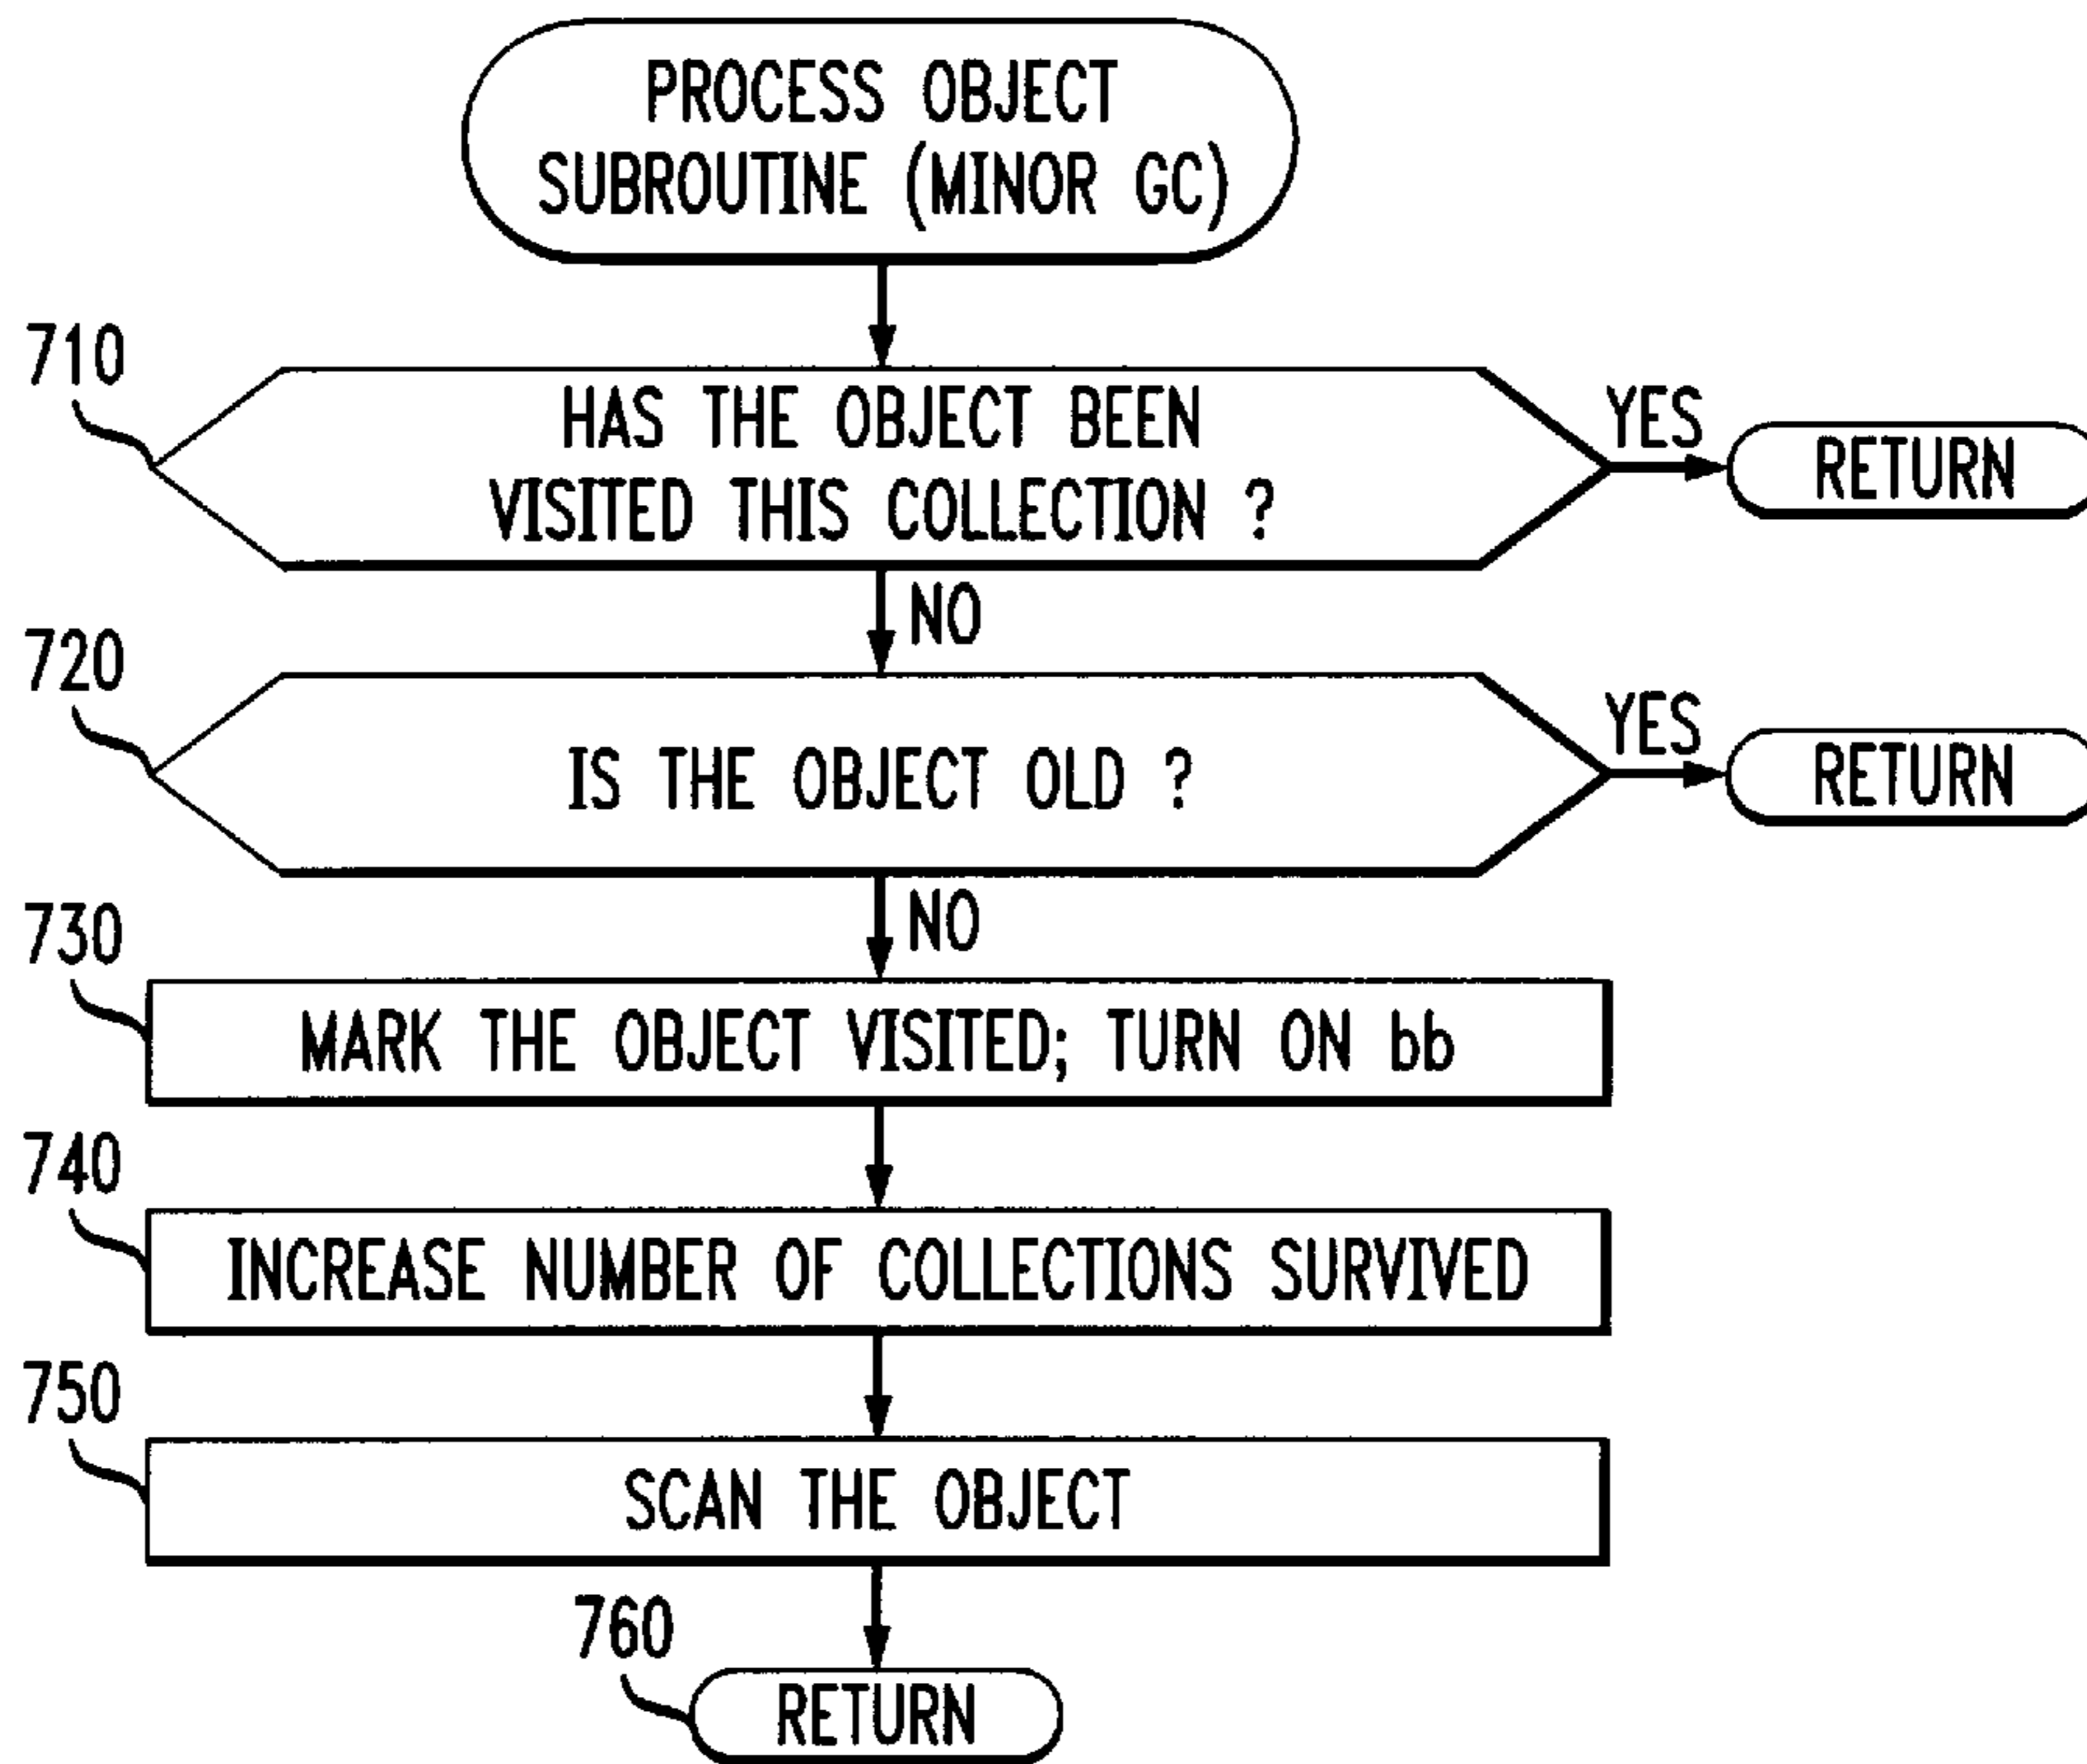 PROCESS OBJECT
SUBROUTINE (MINOR GC)
710
HAS THE OBJECT BEEN
VISITED THIS COLLECTION ?
YES
RETURN
NO
720
IS THE OBJECT OLD ?
YES
RETURN
NO
730
MARK THE OBJECT VISITED; TURN ON bb
740
INCREASE NUMBER OF COLLECTIONS SURVIVED
750
SCAN THE OBJECT
760
RETURN